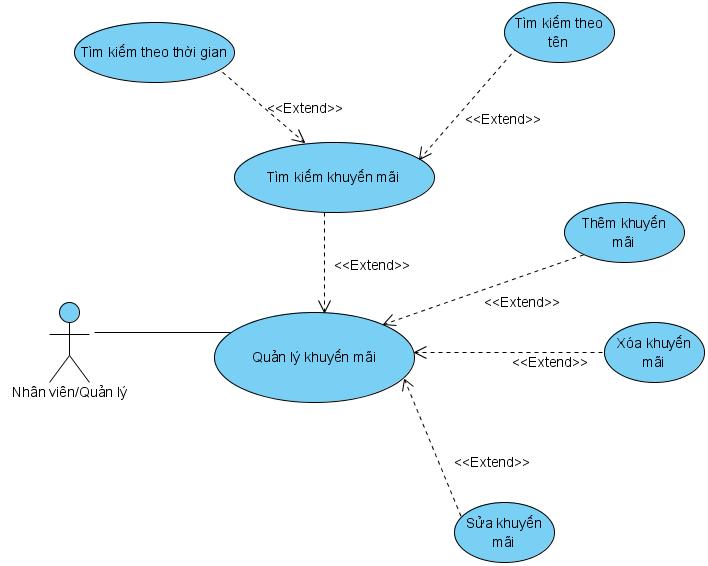 Tìm kiếm theo
tên
Tìm kiếm theo thời gian
<<Extend>>
<<Extend>>
Tìm kiếm khuyến mãi
Thêm khuyến
mãi
<<Extend>>
<<Extend>>
Quản lý khuyến mãi
Xóa khuyến
mãi
<<Extend>>
Nhân viên/Quản lý
<<Extend>>
Sửa khuyến
mãi